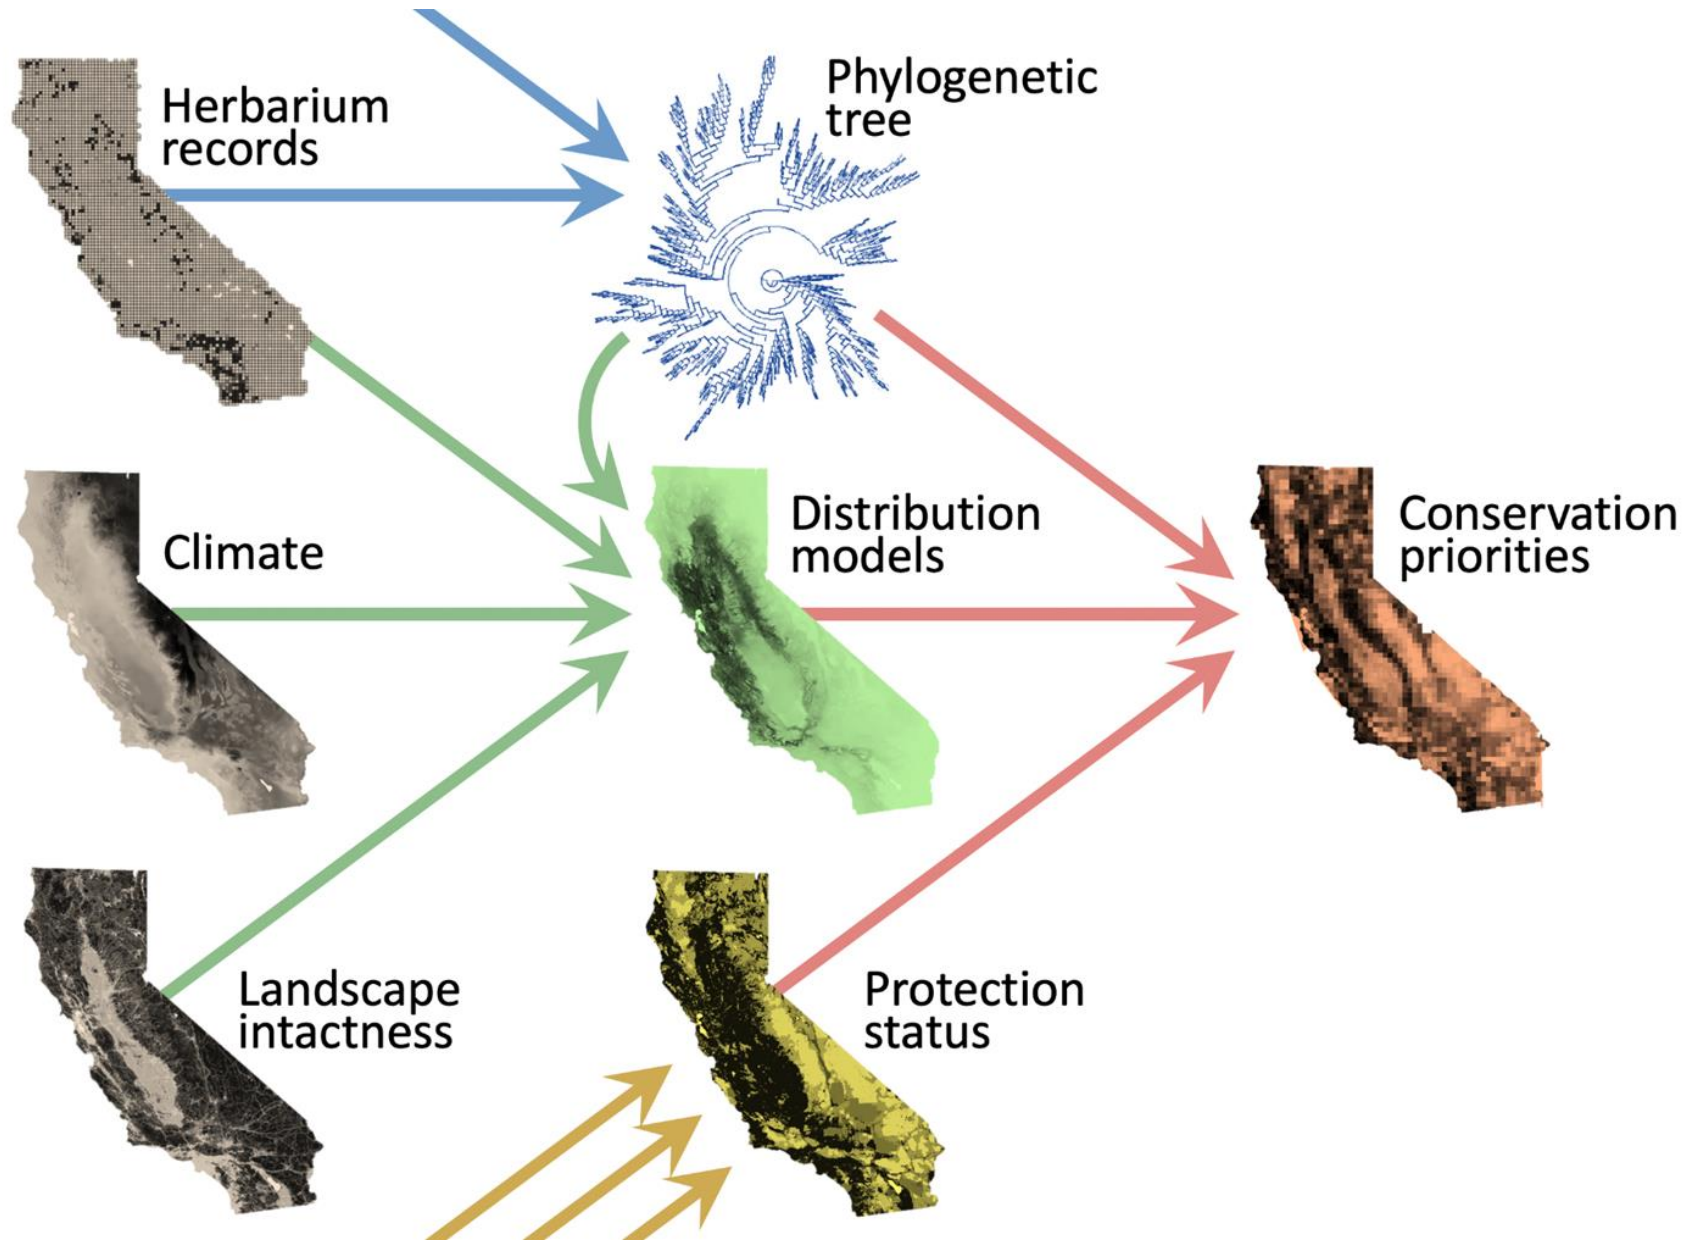 Herbarium
records
Phylogenetic
tree
Climate
Distribution
models
Conservation
priorities
Landscape
intactness
Protection
status